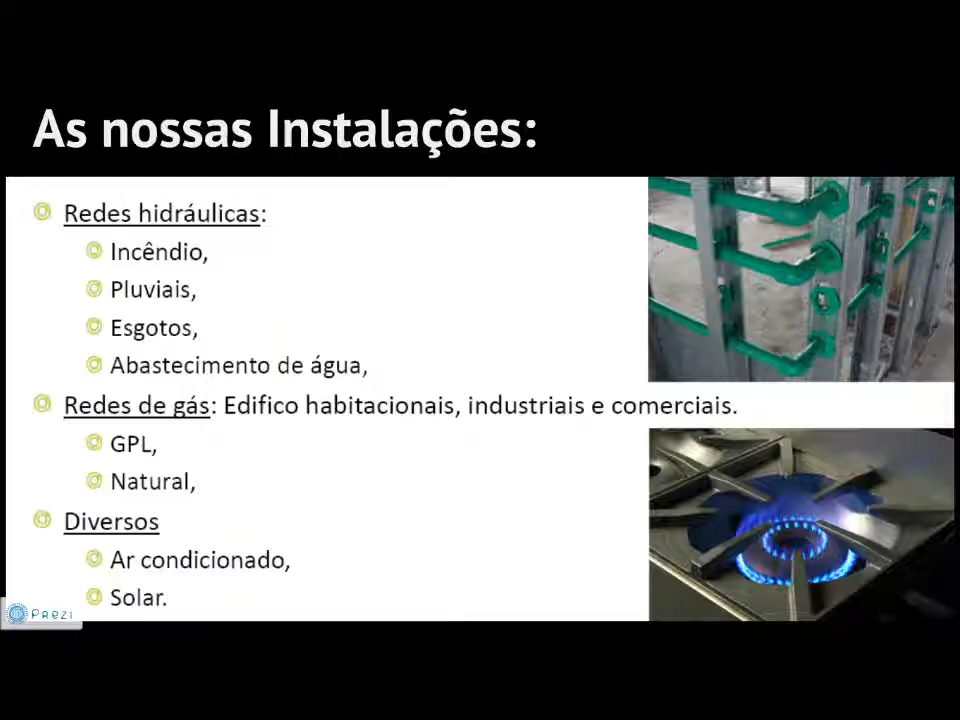 As nossas Instalações:
Redes hidráulicas:
Incêndio,
Pluviais,
Esgotos,
Abastecimento de água,
Redes de gás: Edifico habitacionais, industriais e comerciais.
GPL,
Natural,
Diversos
Ar condicionado,
Solar.
Prezi